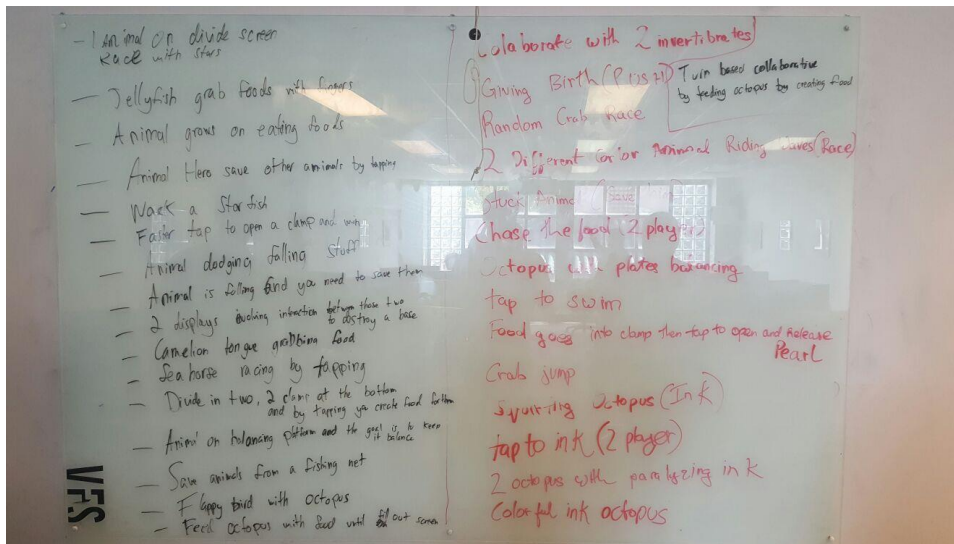 - 1 Animal on divide screen
Race with stars
- Jellyfish grab foods with fingers
Animal grows on eating foods
- Animal Hero save other animals by tapping
- Wack a Starfish
- Faster tap to open a clamp and with
- Animal dodging falling stuff
- Animal is falling and you need to save them
- 2 displays involving intraction between those two
to destroy a base
- Camelion tongue grabbing food
- Sea horse racing by tapping
- Divide in two, 2 clamp at the bottom
and by tapping you create food for them
- Animal on balancing platform and the goal is to keep
it balance
- Save animals from a fishing net
- Flappy bird with octopus
- Feed octopus with food until fill out screen
VFS
Colaborate with 2 invertibrates
Giving Birth (PUSH)
Turn based collaborative
by feeding octopus by creating food
Random Crab Race
2 Different Color Animal Riding Waves (Race)
Stuck Animal
Chase the food (2 player)
Octopus with plates balancing
tap to swim
Food goes into clamp then tap to open and Release
Pearl
Crab jump
Squirting Octopus (Ink)
tap to ink (2 player)
2 octopus with paralyzing ink
Colorful ink octopus